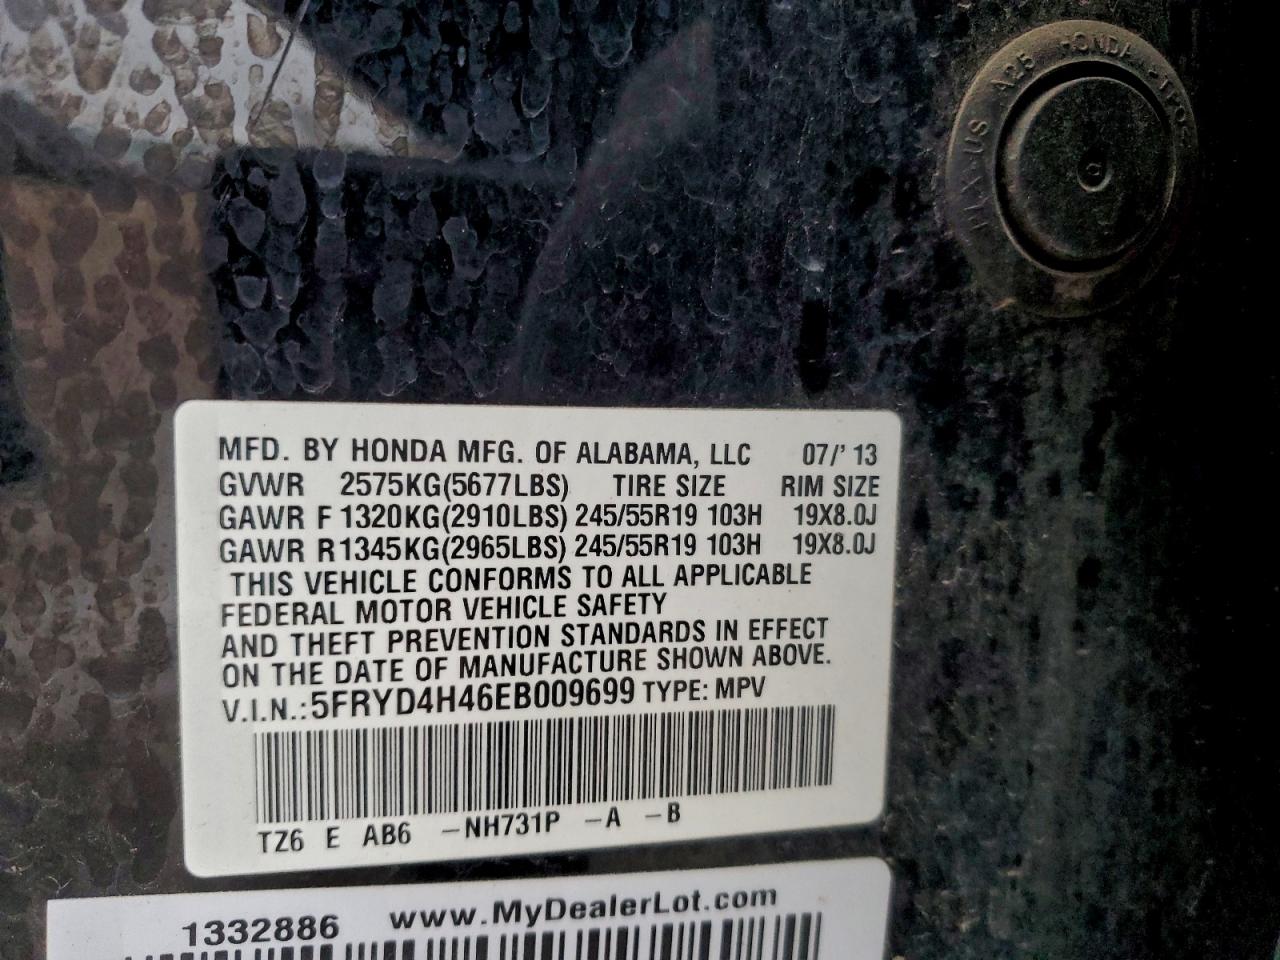 A25 HONDA
MFD. BY HONDA MFG. OF ALABAMA, LLC 07/' 13
GVWR 2575KG(5677LBS) TIRE SIZE RIM SIZE
GAWR F 1320KG(2910LBS) 245/55R19 103H 19X8.0J
GAWR R 1345KG(2965LBS) 245/55R19 103H 19X8.0J
THIS VEHICLE CONFORMS TO ALL APPLICABLE
FEDERAL MOTOR VEHICLE SAFETY
AND THEFT PREVENTION STANDARDS IN EFFECT
ON THE DATE OF MANUFACTURE SHOWN ABOVE.
V.I.N.: 5FRYD4H46EB009699 TYPE: MPV
TZ6 E AB6 -NH731P -A -B
1332886 www.MyDealerLot.com